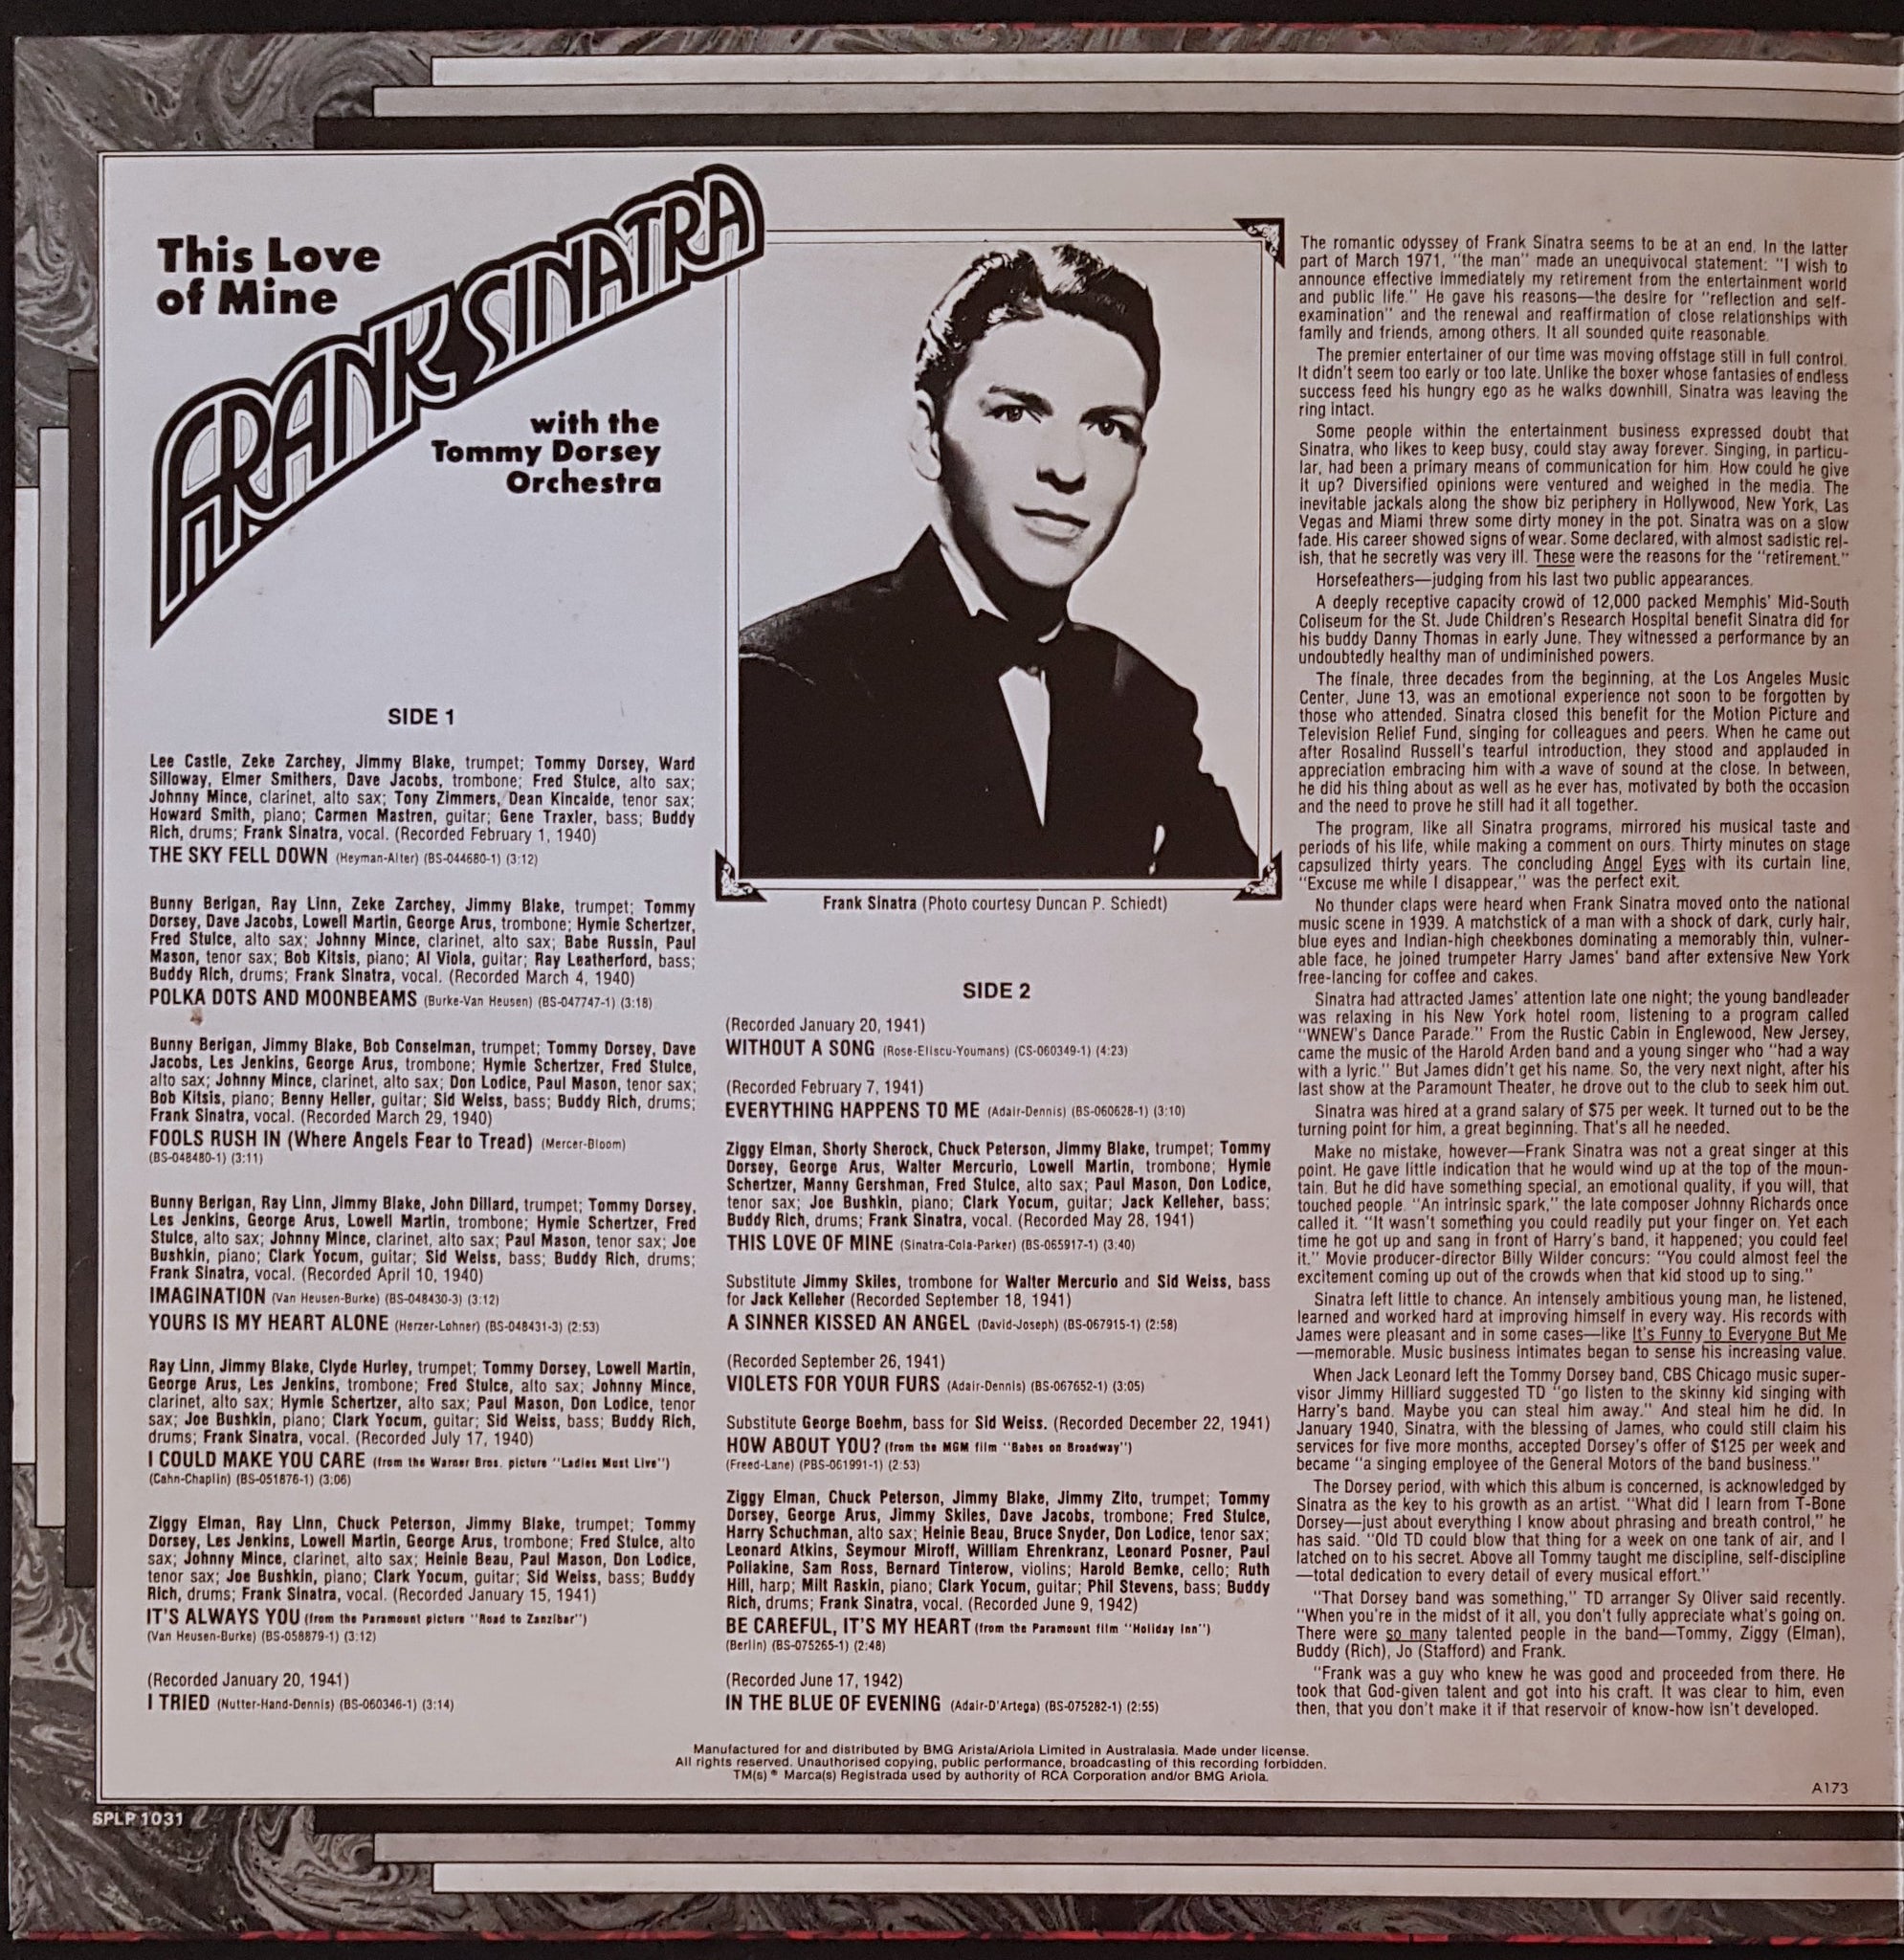 This Love
of Mine
FRANK SINATRA
with the
Tommy Dorsey
Orchestra
SIDE 1
Lee Castle, Zeke Zarchey, Jimmy Blake, trumpet; Tommy Dorsey, Ward
Silloway, Elmer Smithers, Dave Jacobs, trombone; Fred Stulce, alto sax;
Johnny Mince, clarinet, alto sax; Tony Zimmers, Dean Kincaide, tenor sax;
Howard Smith, piano; Carmen Mastren, guitar; Gene Traxler, bass; Buddy
Rich, drums; Frank Sinatra, vocal. (Recorded February 1, 1940)
THE SKY FELL DOWN (Heyman-Alter) (BS-044680-1) (3:12)
Bunny Berigan, Ray Linn, Zeke Zarchey, Jimmy Blake, trumpet; Tommy
Dorsey, Dave Jacobs, Lowell Martin, George Arus, trombone; Hymie Schertzer,
Fred Stulce, alto sax; Johnny Mince, clarinet, alto sax; Babe Russin, Paul
Mason, tenor sax; Bob Kitsis, piano; Al Viola, guitar; Ray Leatherford, bass;
Buddy Rich, drums; Frank Sinatra, vocal. (Recorded March 4, 1940)
POLKA DOTS AND MOONBEAMS (Burke-Van Heusen) (BS-047747-1) (3:18)
Bunny Berigan, Jimmy Blake, Bob Conselman, trumpet; Tommy Dorsey, Dave
Jacobs, Les Jenkins, George Arus, trombone; Hymie Schertzer, Fred Stulce,
alto sax; Johnny Mince, clarinet, alto sax; Don Lodice, Paul Mason, tenor sax;
Bob Kitsis, piano; Benny Heller, guitar; Sid Weiss, bass; Buddy Rich, drums;
Frank Sinatra, vocal. (Recorded March 29, 1940)
FOOLS RUSH IN (Where Angels Fear to Tread) (Mercer-Bloom)
(BS-048480-1) (3:11)
Bunny Berigan, Ray Linn, Jimmy Blake, John Dillard, trumpet; Tommy Dorsey,
Les Jenkins, George Arus, Lowell Martin, trombone; Hymie Schertzer, Fred
Stulce, alto sax; Johnny Mince, clarinet, alto sax; Paul Mason, tenor sax; Joe
Bushkin, piano; Clark Yocum, guitar; Sid Weiss, bass; Buddy Rich, drums;
Frank Sinatra, vocal. (Recorded April 10, 1940)
IMAGINATION (Van Heusen-Burke) (BS-048430-3) (3:12)
YOURS IS MY HEART ALONE (Herzer-Lohner) (BS-048431-3) (2:53)
Ray Linn, Jimmy Blake, Clyde Hurley, trumpet; Tommy Dorsey, Lowell Martin,
George Arus, Les Jenkins, trombone; Fred Stulce, alto sax; Johnny Mince,
clarinet, alto sax; Hymie Schertzer, alto sax; Paul Mason, Don Lodice, tenor
sax; Joe Bushkin, piano; Clark Yocum, guitar; Sid Weiss, bass; Buddy Rich,
drums; Frank Sinatra, vocal. (Recorded July 17, 1940)
I COULD MAKE YOU CARE (from the Warner Bros. picture "Ladies Must Live")
(Cahn-Chaplin) (BS-051876-1) (3:06)
Ziggy Elman, Ray Linn, Chuck Peterson, Jimmy Blake, trumpet; Tommy
Dorsey, Les Jenkins, Lowell Martin, George Arus, trombone; Fred Stulce, alto
sax; Johnny Mince, clarinet, alto sax; Heinie Beau, Paul Mason, Don Lodice,
tenor sax; Joe Bushkin, piano; Clark Yocum, guitar; Sid Weiss, bass; Buddy
Rich, drums; Frank Sinatra, vocal. (Recorded January 15, 1941)
IT'S ALWAYS YOU (from the Paramount picture "Road to Zanzibar")
(Van Heusen-Burke) (BS-058879-1) (3:12)
(Recorded January 20, 1941)
I TRIED (Nutter-Hand-Dennis) (BS-060346-1) (3:14)
Frank Sinatra (Photo courtesy Duncan P. Schiedt)
SIDE 2
(Recorded January 20, 1941)
WITHOUT A SONG (Rose-Eliscu-Youmans) (CS-060349-1) (4:23)
(Recorded February 7, 1941)
EVERYTHING HAPPENS TO ME (Adair-Dennis) (BS-060628-1) (3:10)
Ziggy Elman, Shorty Sherock, Chuck Peterson, Jimmy Blake, trumpet; Tommy
Dorsey, George Arus, Walter Mercurio, Lowell Martin, trombone; Hymie
Schertzer, Manny Gershman, Fred Stulce, alto sax; Paul Mason, Don Lodice,
tenor sax; Joe Bushkin, piano; Clark Yocum, guitar; Jack Kelleher, bass;
Buddy Rich, drums; Frank Sinatra, vocal. (Recorded May 28, 1941)
THIS LOVE OF MINE (Sinatra-Cola-Parker) (BS-065917-1) (3:40)
Substitute Jimmy Skiles, trombone for Walter Mercurio and Sid Weiss, bass
for Jack Kelleher (Recorded September 18, 1941)
A SINNER KISSED AN ANGEL (David-Joseph) (BS-067915-1) (2:58)
(Recorded September 26, 1941)
VIOLETS FOR YOUR FURS (Adair-Dennis) (BS-067652-1) (3:05)
Substitute George Boehm, bass for Sid Weiss. (Recorded December 22, 1941)
HOW ABOUT YOU? (from the MGM film "Babes on Broadway")
(Freed-Lane) (PBS-061991-1) (2:53)
Ziggy Elman, Chuck Peterson, Jimmy Blake, Jimmy Zito, trumpet; Tommy
Dorsey, George Arus, Jimmy Skiles, Dave Jacobs, trombone; Fred Stulce,
Harry Schuchman, alto sax; Heinie Beau, Bruce Snyder, Don Lodice, tenor sax;
Leonard Atkins, Seymour Miroff, William Ehrenkranz, Leonard Posner, Paul
Poliakine, Sam Ross, Bernard Tinterow, violins; Harold Bemke, cello; Ruth
Hill, harp; Milt Raskin, piano; Clark Yocum, guitar; Phil Stevens, bass; Buddy
Rich, drums; Frank Sinatra, vocal. (Recorded June 9, 1942)
BE CAREFUL, IT'S MY HEART (from the Paramount film "Holiday Inn")
(Berlin) (BS-075265-1) (2:48)
(Recorded June 17, 1942)
IN THE BLUE OF EVENING (Adair-D'Artega) (BS-075282-1) (2:55)
The romantic odyssey of Frank Sinatra seems to be at an end. In the latter
part of March 1971, "the man" made an unequivocal statement: "I wish to
announce effective immediately my retirement from the entertainment world
and public life." He gave his reasons—the desire for "reflection and self-
examination" and the renewal and reaffirmation of close relationships with
family and friends, among others. It all sounded quite reasonable.
The premier entertainer of our time was moving offstage still in full control.
It didn't seem too early or too late. Unlike the boxer whose fantasies of endless
success feed his hungry ego as he walks downhill, Sinatra was leaving the
ring intact.
Some people within the entertainment business expressed doubt that
Sinatra, who likes to keep busy, could stay away forever. Singing, in particu-
lar, had been a primary means of communication for him. How could he give
it up? Diversified opinions were ventured and weighed in the media. The
inevitable jackals along the show biz periphery in Hollywood, New York, Las
Vegas and Miami threw some dirty money in the pot. Sinatra was on a slow
fade. His career showed signs of wear. Some declared, with almost sadistic rel-
ish, that he secretly was very ill. These were the reasons for the "retirement."
Horsefeathers—judging from his last two public appearances.
A deeply receptive capacity crowd of 12,000 packed Memphis' Mid-South
Coliseum for the St. Jude Children's Research Hospital benefit Sinatra did for
his buddy Danny Thomas in early June. They witnessed a performance by an
undoubtedly healthy man of undiminished powers.
The finale, three decades from the beginning, at the Los Angeles Music
Center, June 13, was an emotional experience not soon to be forgotten by
those who attended. Sinatra closed this benefit for the Motion Picture and
Television Relief Fund, singing for colleagues and peers. When he came out
after Rosalind Russell's tearful introduction, they stood and applauded in
appreciation embracing him with a wave of sound at the close. In between,
he did his thing about as well as he ever has, motivated by both the occasion
and the need to prove he still had it all together.
The program, like all Sinatra programs, mirrored his musical taste and
periods of his life, while making a comment on ours. Thirty minutes on stage
capsulized thirty years. The concluding Angel Eyes with its curtain line,
"Excuse me while I disappear," was the perfect exit.
No thunder claps were heard when Frank Sinatra moved onto the national
music scene in 1939. A matchstick of a man with a shock of dark, curly hair,
blue eyes and Indian-high cheekbones dominating a memorably thin, vulner-
able face, he joined trumpeter Harry James' band after extensive New York
free-lancing for coffee and cakes.
Sinatra had attracted James' attention late one night; the young bandleader
was relaxing in his New York hotel room, listening to a program called
"WNEW's Dance Parade." From the Rustic Cabin in Englewood, New Jersey,
came the music of the Harold Arden band and a young singer who "had a way
with a lyric." But James didn't get his name. So, the very next night, after his
last show at the Paramount Theater, he drove out to the club to seek him out.
Sinatra was hired at a grand salary of $75 per week. It turned out to be the
turning point for him, a great beginning. That's all he needed.
Make no mistake, however—Frank Sinatra was not a great singer at this
point. He gave little indication that he would wind up at the top of the moun-
tain. But he did have something special, an emotional quality, if you will, that
touched people. "An intrinsic spark," the late composer Johnny Richards once
called it. "It wasn't something you could readily put your finger on. Yet each
time he got up and sang in front of Harry's band, it happened; you could feel
it." Movie producer-director Billy Wilder concurs: "You could almost feel the
excitement coming up out of the crowds when that kid stood up to sing."
Sinatra left little to chance. An intensely ambitious young man, he listened,
learned and worked hard at improving himself in every way. His records with
James were pleasant and in some cases—like It's Funny to Everyone But Me
—memorable. Music business intimates began to sense his increasing value.
When Jack Leonard left the Tommy Dorsey band, CBS Chicago music super-
visor Jimmy Hilliard suggested TD "go listen to the skinny kid singing with
Harry's band. Maybe you can steal him away." And steal him he did. In
January 1940, Sinatra, with the blessing of James, who could still claim his
services for five more months, accepted Dorsey's offer of $125 per week and
became "a singing employee of the General Motors of the band business."
The Dorsey period, with which this album is concerned, is acknowledged by
Sinatra as the key to his growth as an artist. "What did I learn from T-Bone
Dorsey—just about everything I know about phrasing and breath control," he
has said. "Old TD could blow that thing for a week on one tank of air, and I
latched on to his secret. Above all Tommy taught me discipline, self-discipline
—total dedication to every detail of every musical effort."
"That Dorsey band was something," TD arranger Sy Oliver said recently.
"When you're in the midst of it all, you don't fully appreciate what's going on.
There were so many talented people in the band—Tommy, Ziggy (Elman),
Buddy (Rich), Jo (Stafford) and Frank.
"Frank was a guy who knew he was good and proceeded from there. He
took that God-given talent and got into his craft. It was clear to him, even
then, that you don't make it if that reservoir of know-how isn't developed.
Manufactured for and distributed by BMG Arista/Ariola Limited in Australasia. Made under license.
All rights reserved. Unauthorised copying, public performance, broadcasting of this recording forbidden.
TM(s) ® Marca(s) Registrada used by authority of RCA Corporation and/or BMG Ariola.
A173
SPLP 1031